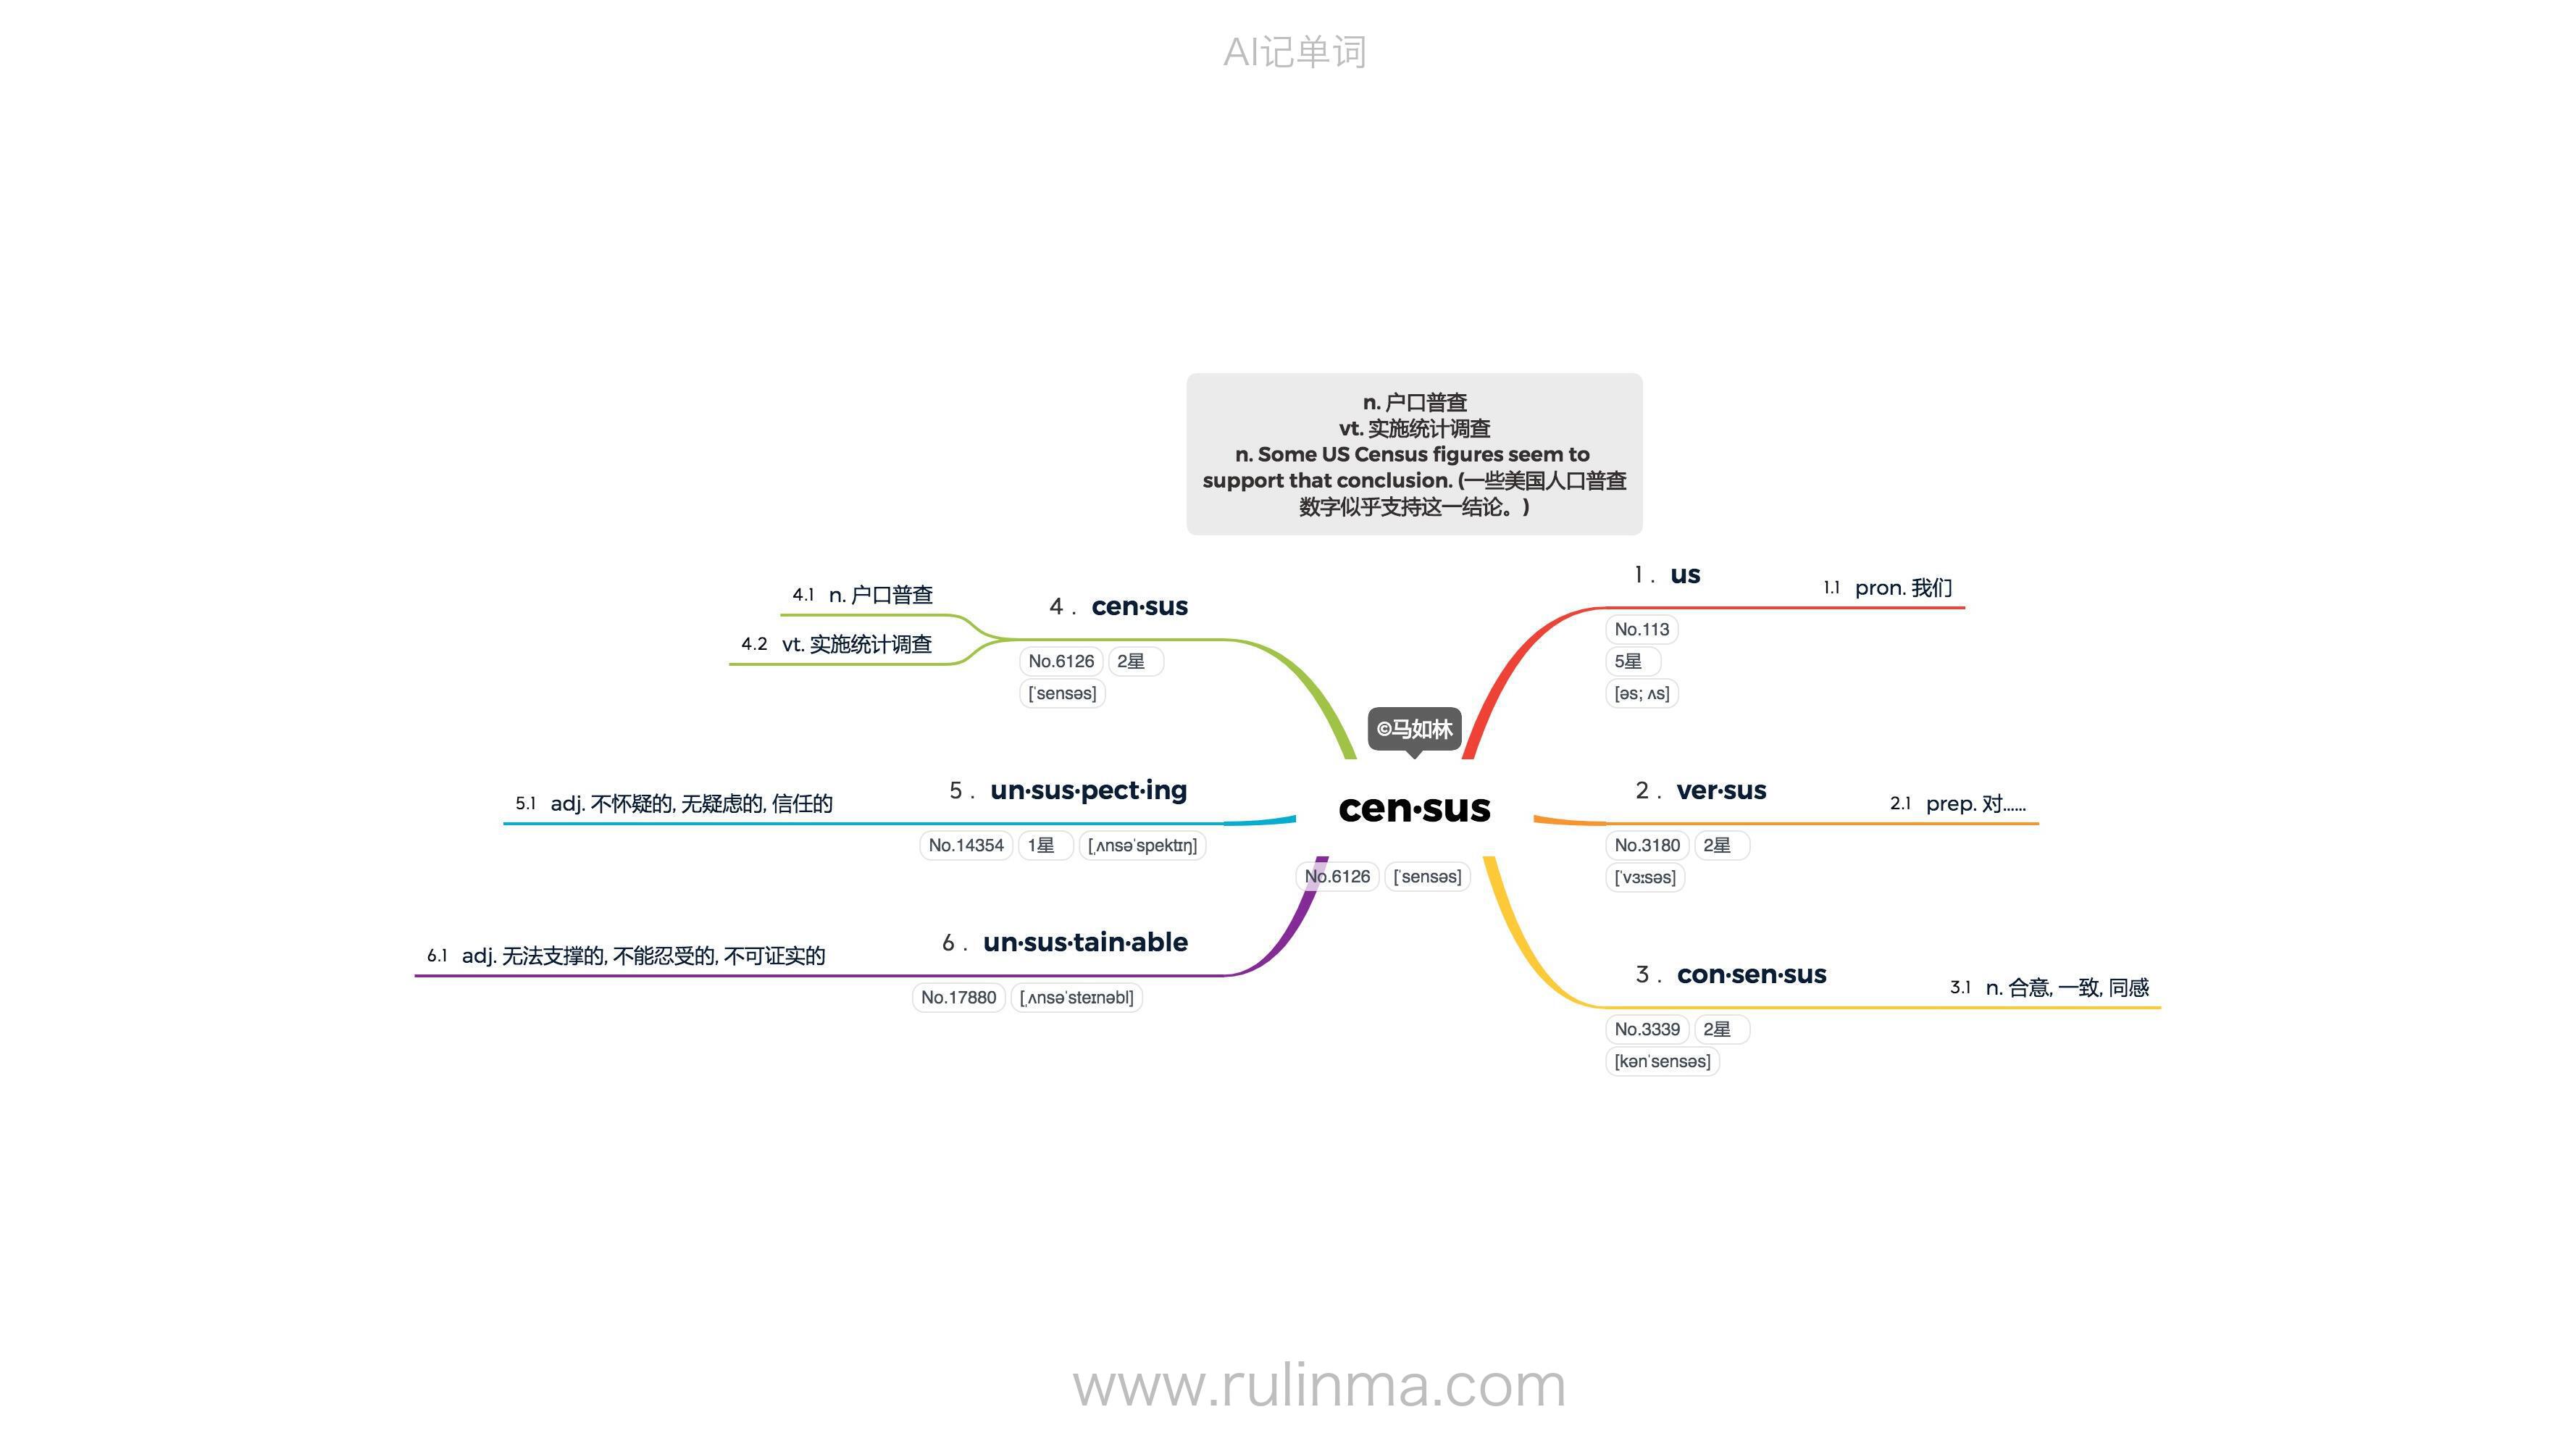 AI记单词
n. 户口普查
vt. 实施统计调查
n. Some US Census figures seem to
support that conclusion. (一些美国人口普查
数字似乎支持这一结论。)
©马如林
cen·sus
No.6126 [ˈsensəs]
1 . us
No.113
5星
[əs; ʌs]
1.1 pron. 我们
2 . ver·sus
No.3180 2星
[ˈvɜːsəs]
2.1 prep. 对......
3 . con·sen·sus
No.3339 2星
[kənˈsensəs]
3.1 n. 合意, 一致, 同感
4 . cen·sus
No.6126 2星
[ˈsensəs]
4.1 n. 户口普查
4.2 vt. 实施统计调查
5 . un·sus·pect·ing
No.14354 1星 [ˌʌnsəˈspektɪŋ]
5.1 adj. 不怀疑的, 无疑虑的, 信任的
6 . un·sus·tain·able
No.17880 [ˌʌnsəˈsteɪnəbl]
6.1 adj. 无法支撑的, 不能忍受的, 不可证实的
www.rulinma.com